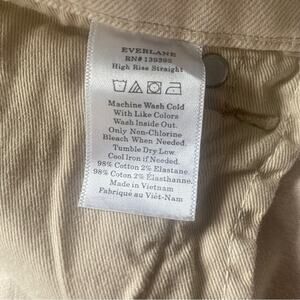 EVERLANE
RN# 139395
High Rise Straight
Machine Wash Cold
With Like Colors
Wash Inside Out.
Only Non-Chlorine
Bleach When Needed.
Tumble Dry Low.
Cool Iron if Needed.
98% Cotton 2% Elastane.
98% Coton 2% Élasthanne.
Made in Vietnam
Fabriqué au Viêt-Nam